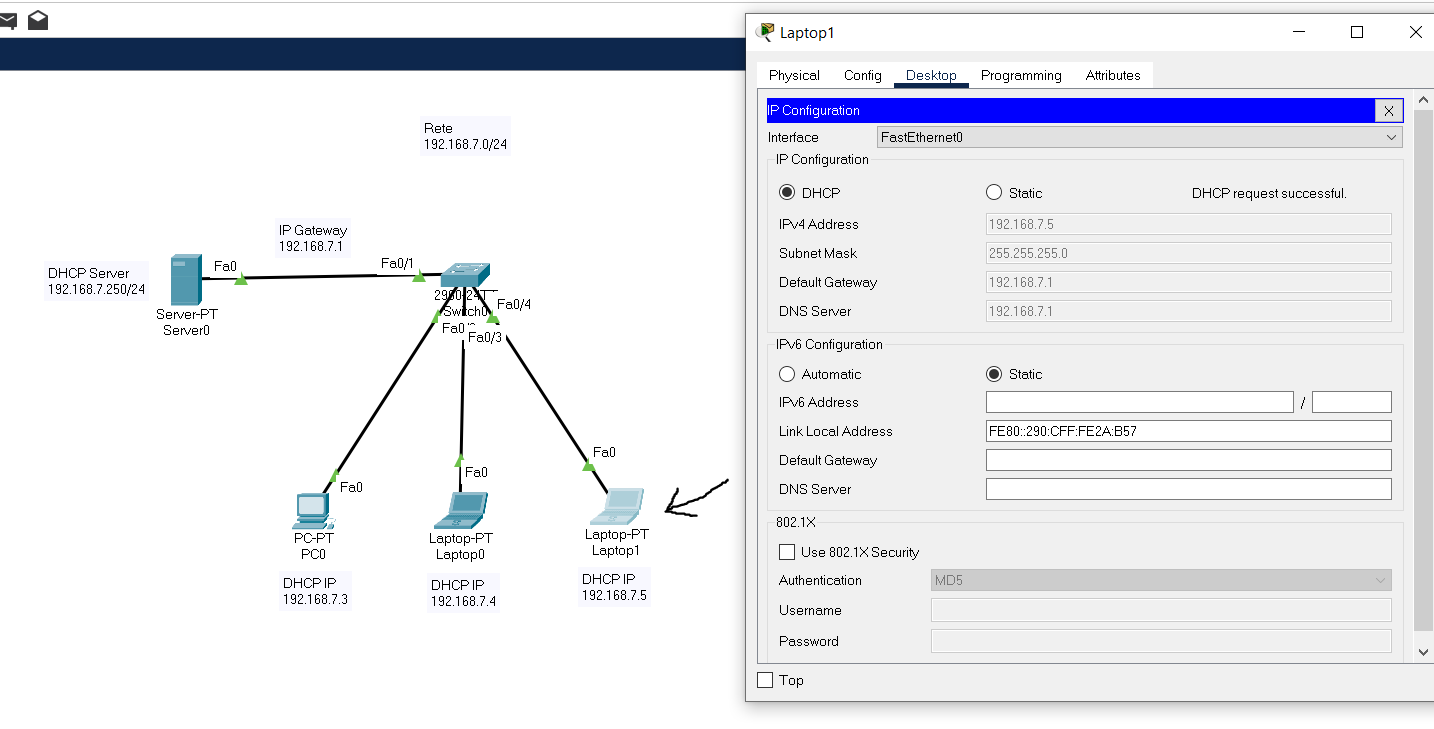 Rete
192.168.7.0/24
IP Gateway
192.168.7.1
DHCP Server
192.168.7.250/24
Fa0
Fa0/1
Server-PT
Server0
Switch0
Fa0/4
Fa0/3
Fa0
Fa0
Fa0
PC-PT
PC0
Laptop-PT
Laptop0
Laptop-PT
Laptop1
DHCP IP
192.168.7.3
DHCP IP
192.168.7.4
DHCP IP
192.168.7.5
Laptop1
Physical Config Desktop Programming Attributes
IP Configuration X
Interface FastEthernet0
IP Configuration
DHCP Static DHCP request successful.
IPv4 Address 192.168.7.5
Subnet Mask 255.255.255.0
Default Gateway 192.168.7.1
DNS Server 192.168.7.1
IPv6 Configuration
Automatic Static
IPv6 Address /
Link Local Address FE80::290:CFF:FE2A:B57
Default Gateway
DNS Server
802.1X
Use 802.1X Security
Authentication MD5
Username
Password
Top